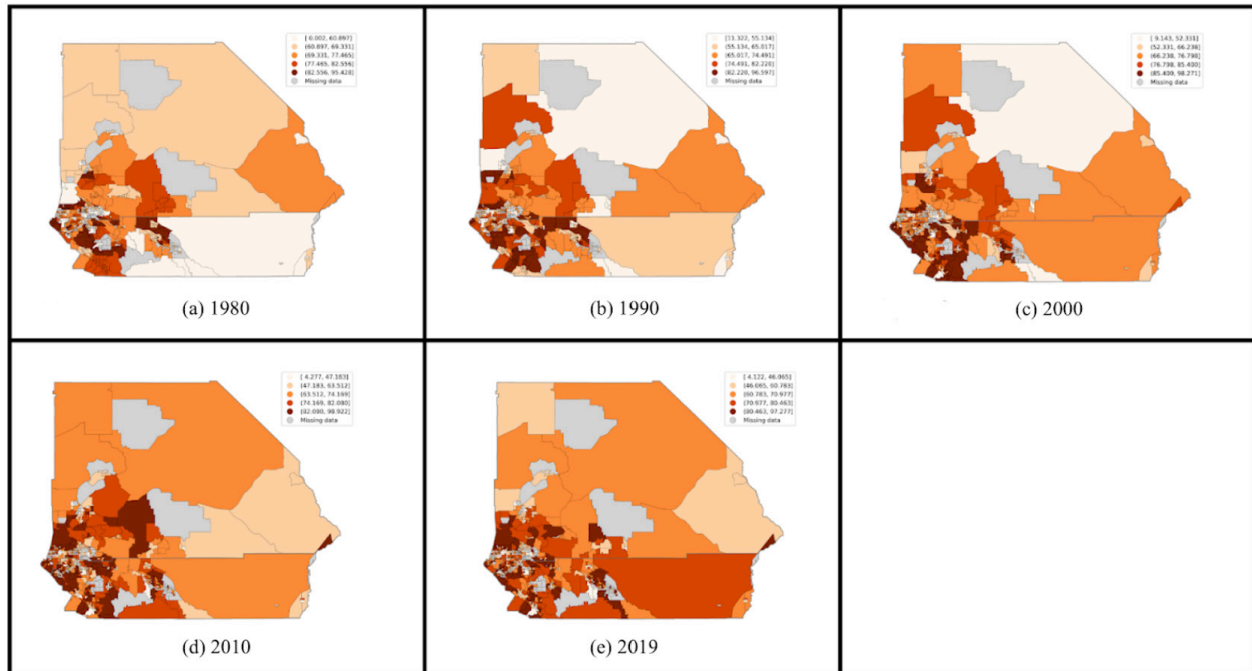 [ 0.002, 60.897]
(60.897, 69.331]
(69.331, 77.465]
(77.465, 82.556]
(82.556, 95.428]
Missing data
(a) 1980
[11.322, 55.134]
(55.134, 65.017]
(65.017, 74.491]
(74.491, 82.220]
(82.220, 96.597]
Missing data
(b) 1990
[ 9.143, 52.331]
(52.331, 66.238]
(66.238, 76.798]
(76.798, 85.400]
(85.400, 98.271]
Missing data
(c) 2000
[ 4.277, 47.183]
(47.183, 63.512]
(63.512, 74.169]
(74.169, 82.080]
(82.080, 98.922]
Missing data
(d) 2010
[ 4.122, 46.065]
(46.065, 60.783]
(60.783, 70.977]
(70.977, 80.463]
(80.463, 97.277]
Missing data
(e) 2019